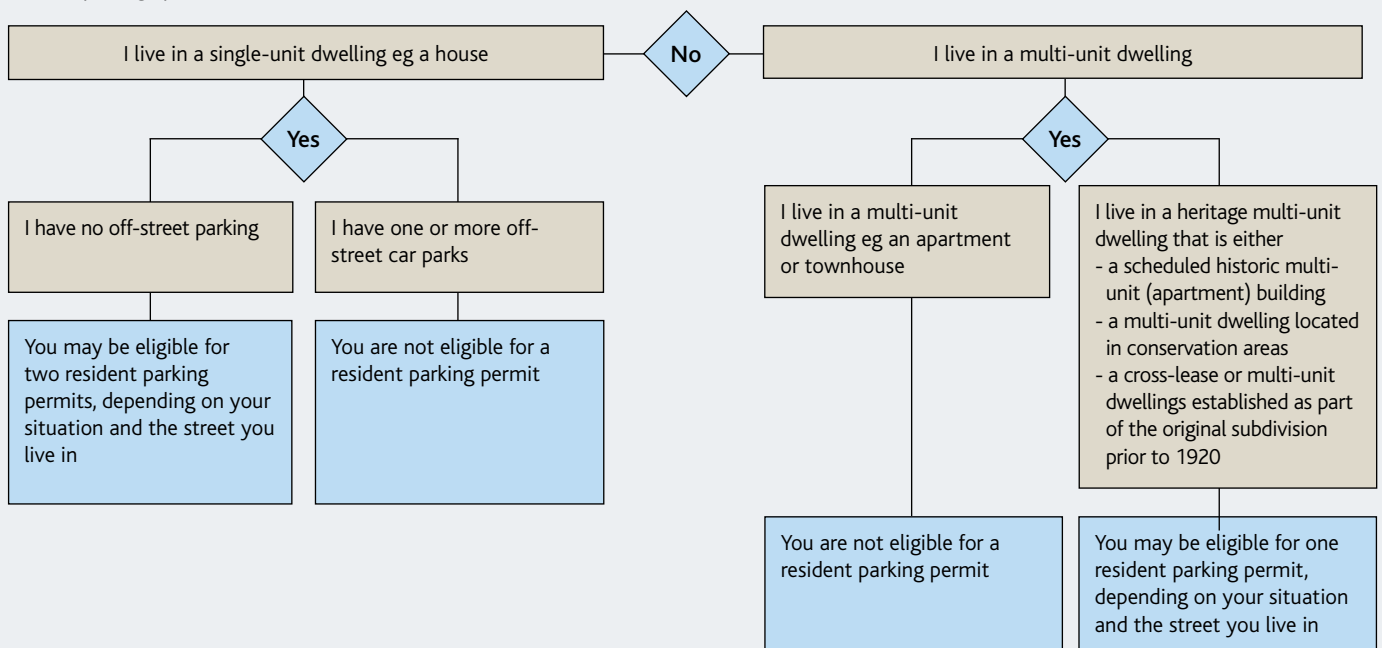 I live in a single-unit dwelling eg a house
No
I live in a multi-unit dwelling
Yes
Yes
I have no off-street parking
I have one or more off-
street car parks
I live in a multi-unit
dwelling eg an apartment
or townhouse
I live in a heritage multi-unit
dwelling that is either
- a scheduled historic multi-
unit (apartment) building
- a multi-unit dwelling located
in conservation areas
- a cross-lease or multi-unit
dwellings established as part
of the original subdivision
prior to 1920
You may be eligible for
two resident parking
permits, depending on your
situation and the street you
live in
You are not eligible for a
resident parking permit
You are not eligible for a
resident parking permit
You may be eligible for one
resident parking permit,
depending on your situation
and the street you live in